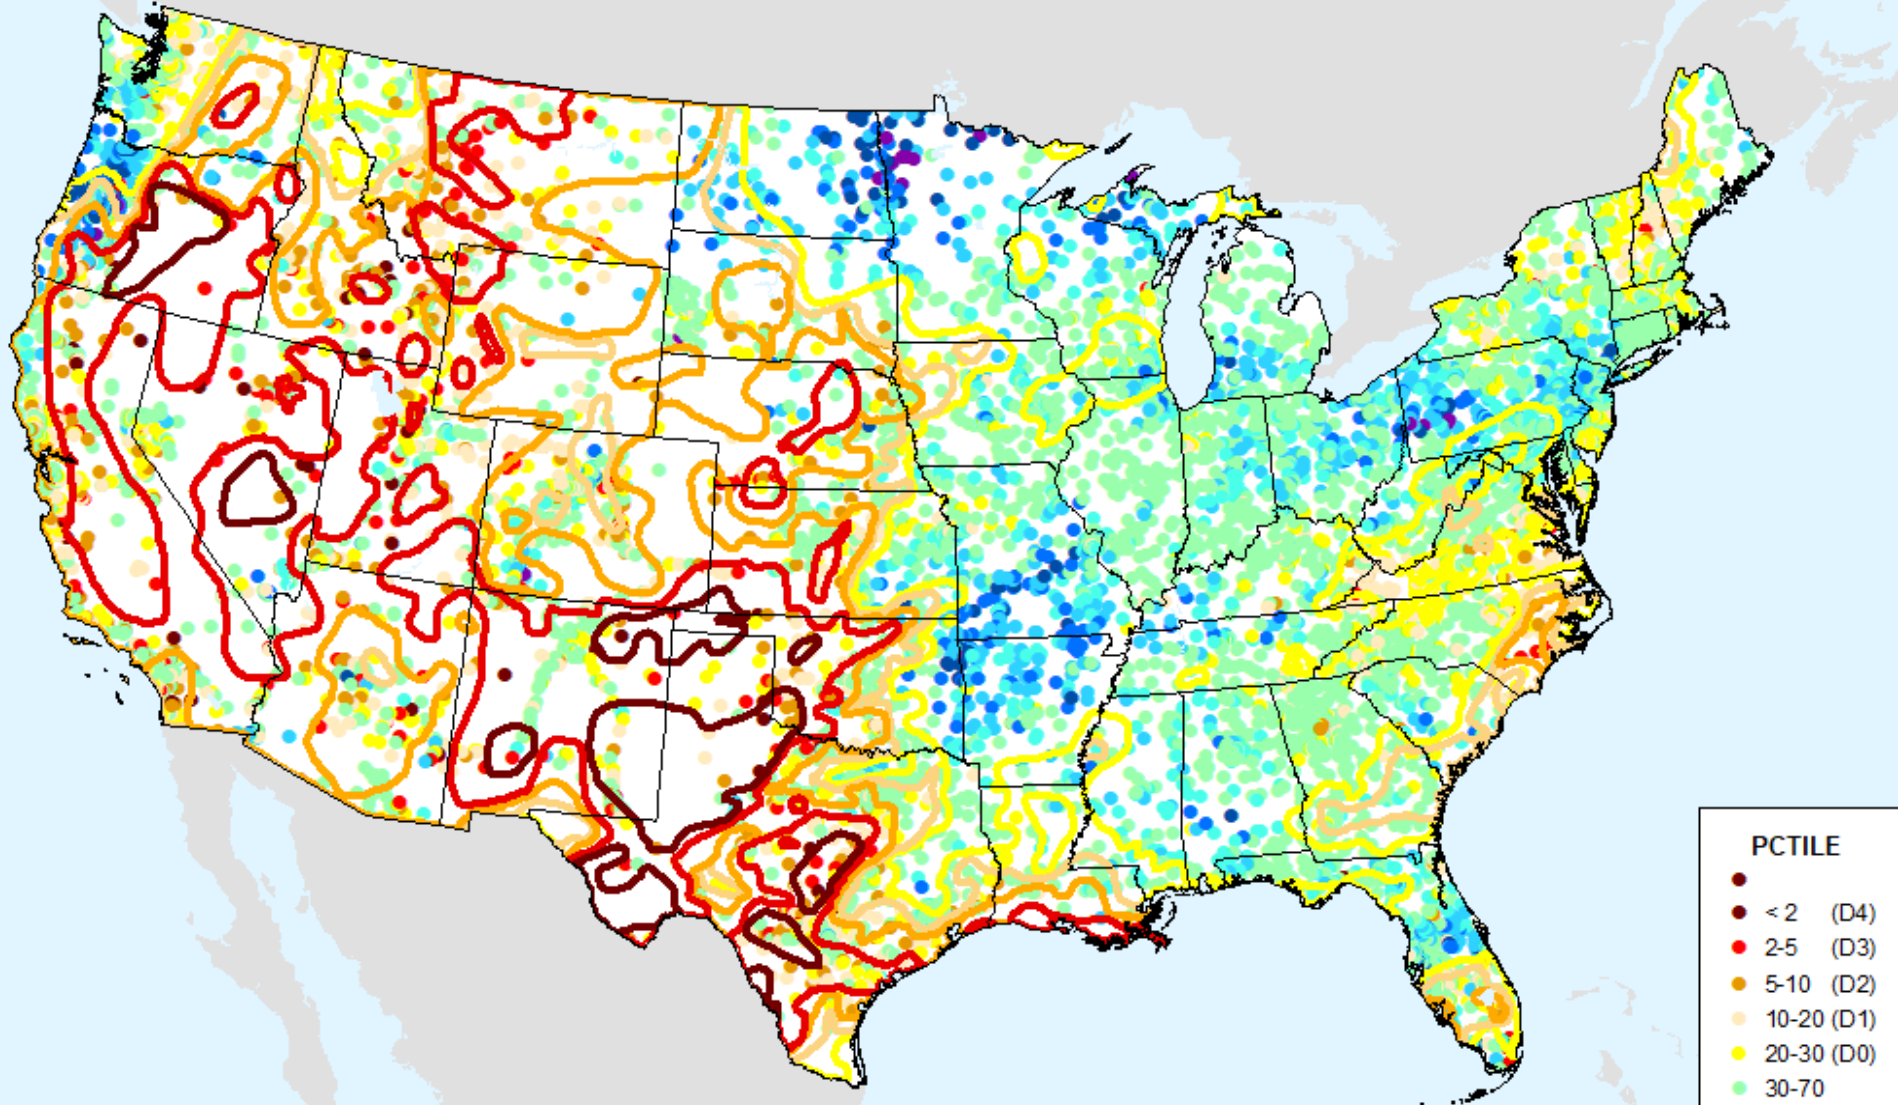 PCTILE
< 2 (D4)
2-5 (D3)
5-10 (D2)
10-20 (D1)
20-30 (D0)
30-70